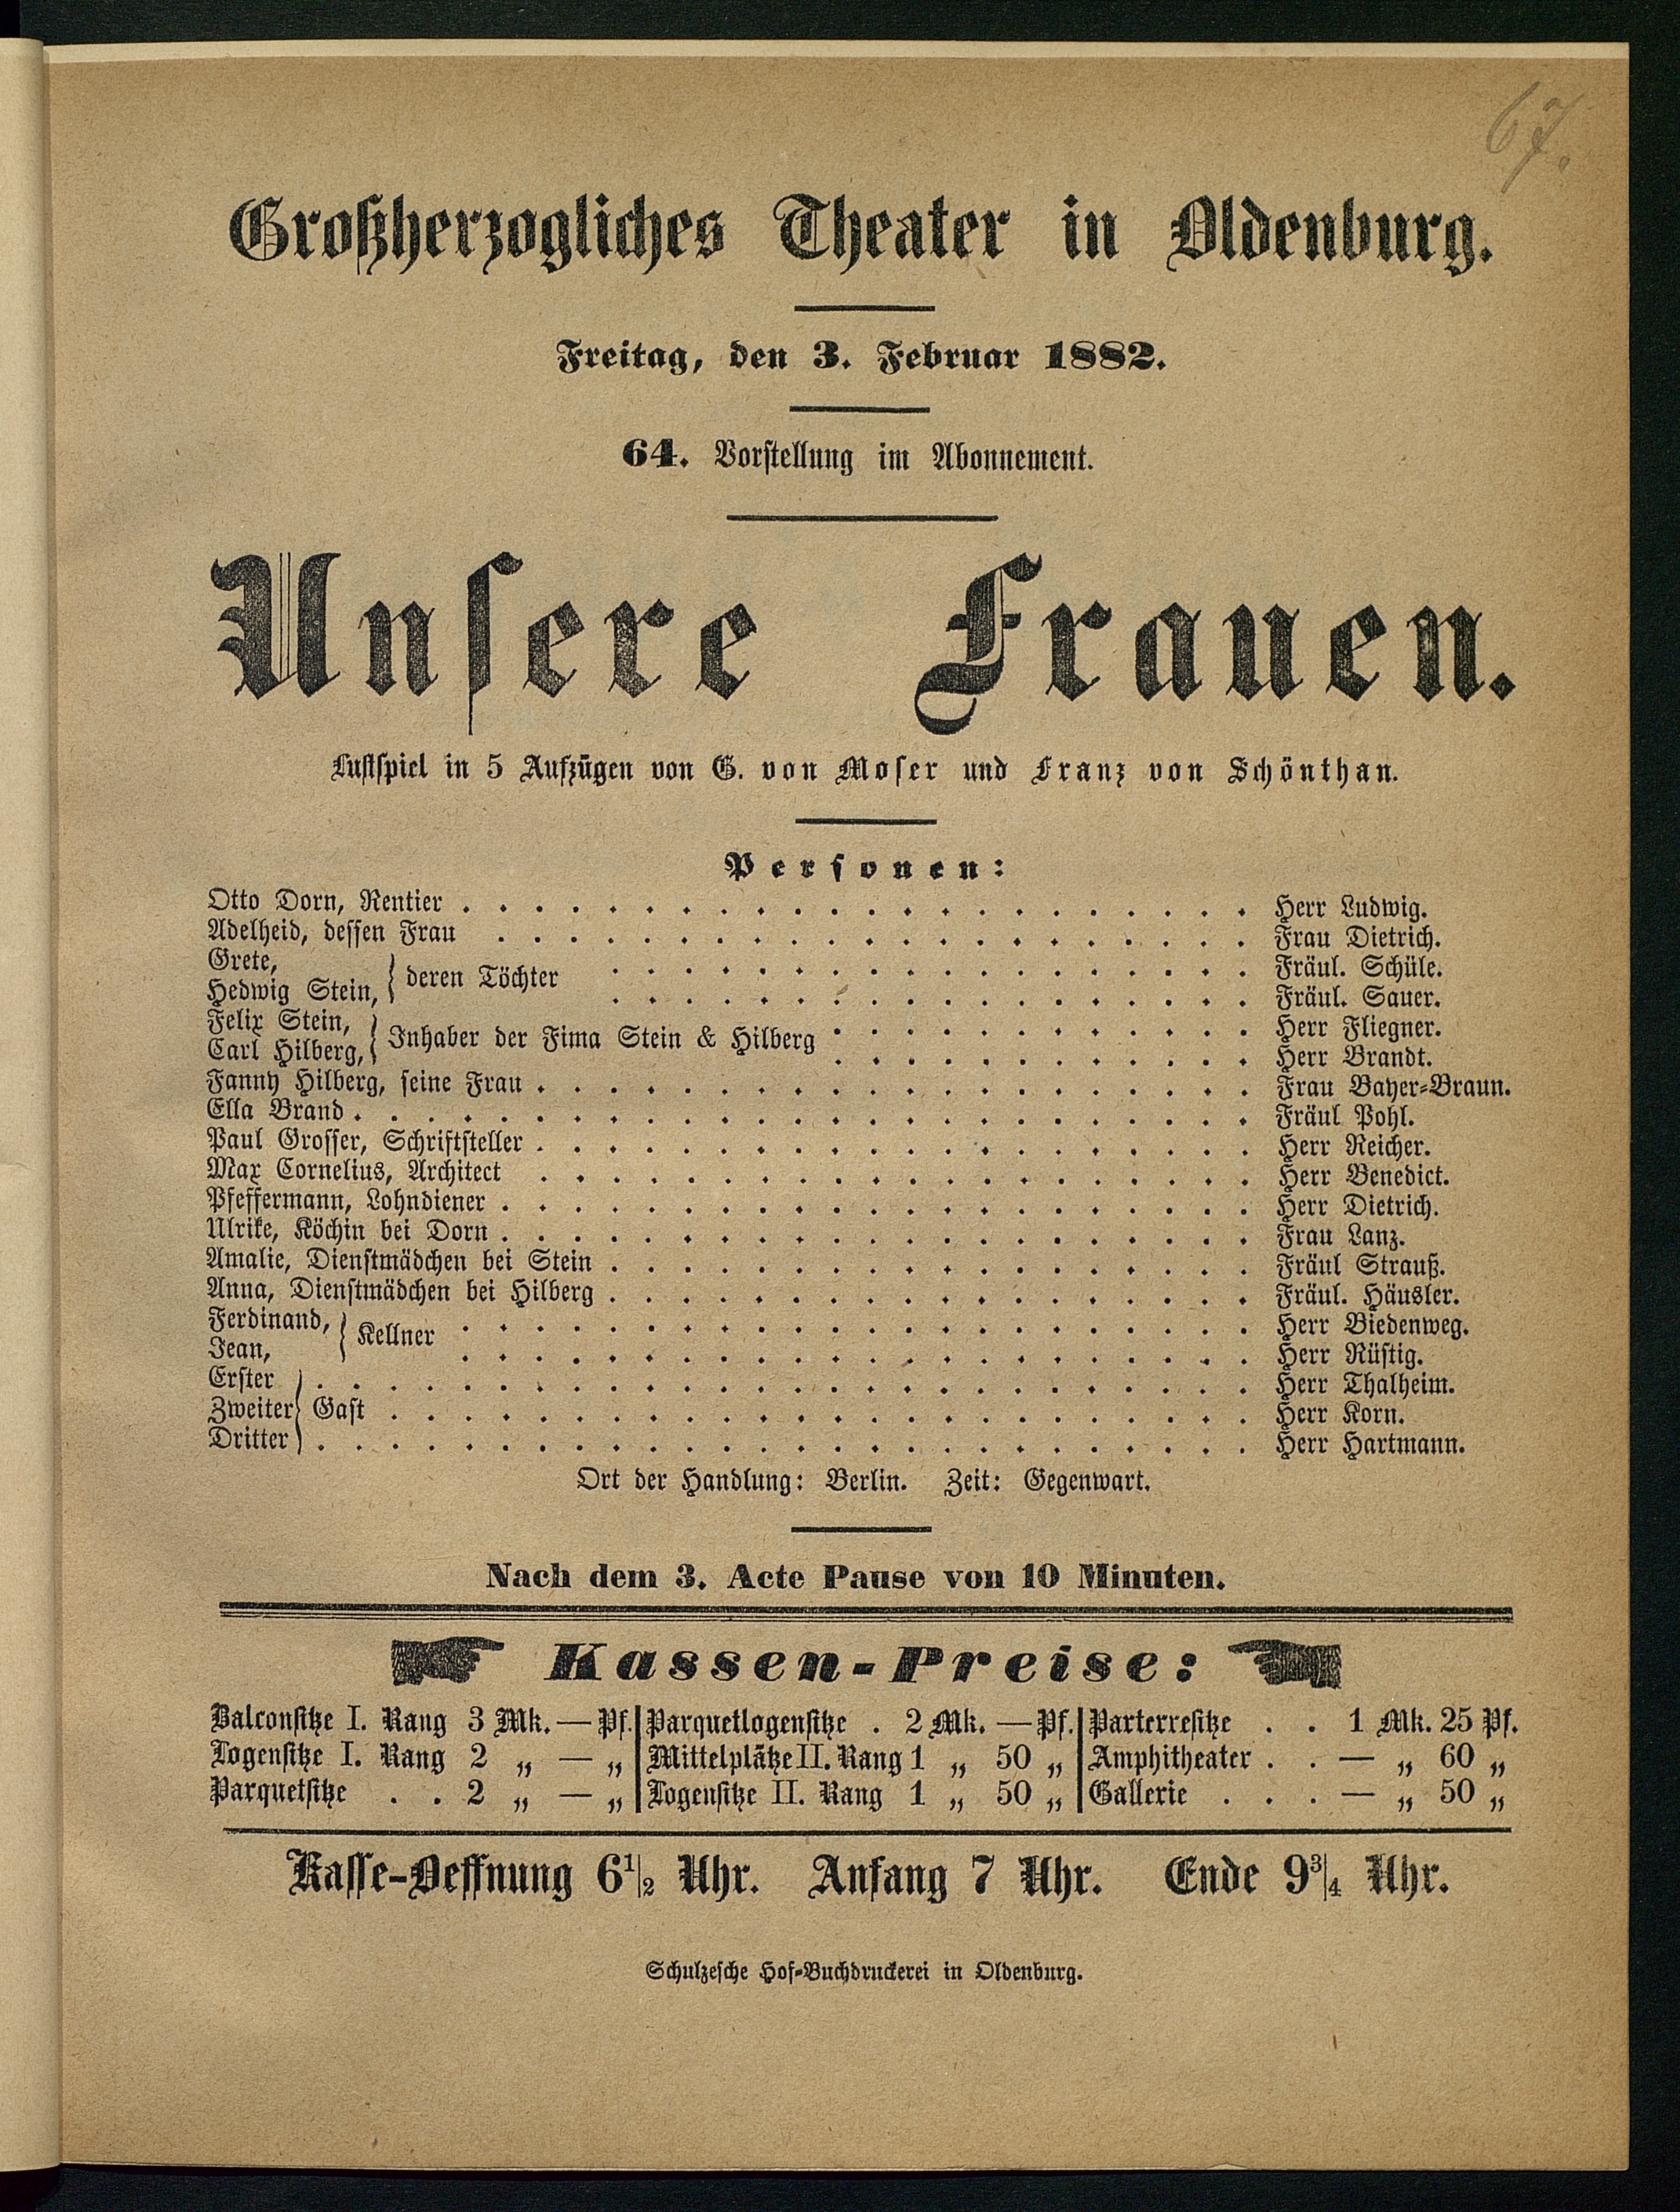 67.
Großherzogliches Theater in Oldenburg.
Freitag, den 3. Februar 1882.
64. Vorstellung im Abonnement.
Unsere Frauen.
Lustspiel in 5 Aufzügen von G. von Moser und Franz von Schönthan.
Personen:
Otto Dorn, Rentier . . . . . Herr Ludwig.
Adelheid, dessen Frau . . . . . Frau Dietrich.
Grete, } deren Töchter . . . . . Fräul. Schüle.
Hedwig Stein, } . . . . . Fräul. Sauer.
Felix Stein, } Inhaber der Fima Stein & Hilberg . . . . . Herr Fliegner.
Carl Hilberg, } . . . . . Herr Brandt.
Fanny Hilberg, seine Frau . . . . . Frau Bayer-Braun.
Ella Brand . . . . . Fräul Pohl.
Paul Grosser, Schriftsteller . . . . . Herr Reicher.
Max Cornelius, Architect . . . . . Herr Benedict.
Pfeffermann, Lohndiener . . . . . Herr Dietrich.
Ulrike, Köchin bei Dorn . . . . . Frau Lanz.
Amalie, Dienstmädchen bei Stein . . . . . Fräul Strauß.
Anna, Dienstmädchen bei Hilberg . . . . . Fräul. Häusler.
Ferdinand, } Kellner . . . . . Herr Biedenweg.
Jean, } . . . . . Herr Rüstig.
Erster } . . . . . Herr Thalheim.
Zweiter } Gast . . . . . Herr Korn.
Dritter } . . . . . Herr Hartmann.
Ort der Handlung: Berlin. Zeit: Gegenwart.
Nach dem 3. Acte Pause von 10 Minuten.
Kassen-Preise:
Balconsitze I. Rang 3 Mk. — Pf. | Parquetlogensitze . 2 Mk. — Pf. | Parterresitze . . 1 Mk. 25 Pf.
Logensitze I. Rang 2 „ — „ | Mittelplätze II. Rang 1 „ 50 „ | Amphitheater . . — „ 60 „
Parquetsitze . . 2 „ — „ | Logensitze II. Rang 1 „ 50 „ | Gallerie . . . — „ 50 „
Kasse-Oeffnung 6 1/2 Uhr. Anfang 7 Uhr. Ende 9 3/4 Uhr.
Schulzesche Hof-Buchdruckerei in Oldenburg.